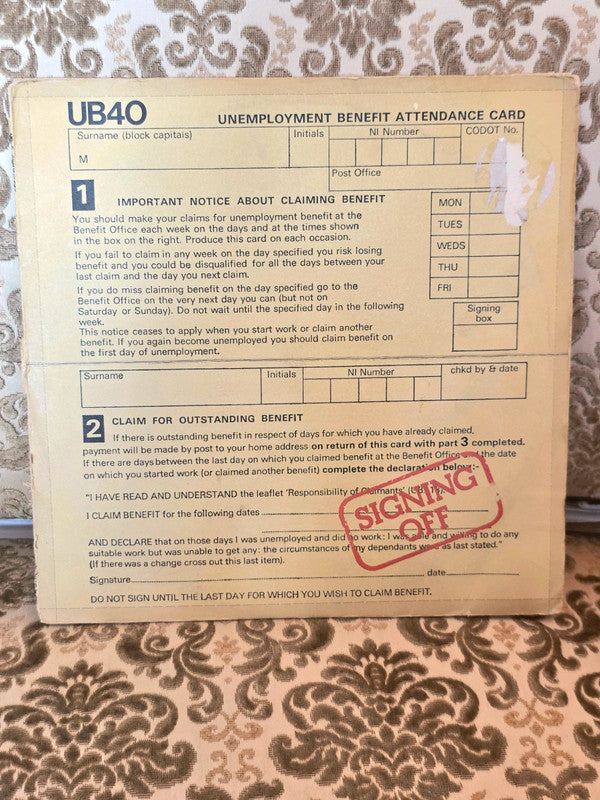 UB40 UNEMPLOYMENT BENEFIT ATTENDANCE CARD
Surname (block capitals) Initials NI Number CODOT No.
M
Post Office
1 IMPORTANT NOTICE ABOUT CLAIMING BENEFIT
You should make your claims for unemployment benefit at the
Benefit Office each week on the days and at the times shown
in the box on the right. Produce this card on each occasion.
If you fail to claim in any week on the day specified you risk losing
benefit and you could be disqualified for all the days between your
last claim and the day you next claim.
If you do miss claiming benefit on the day specified go to the
Benefit Office on the very next day you can (but not on
Saturday or Sunday). Do not wait until the specified day in the following
week.
This notice ceases to apply when you start work or claim another
benefit. If you again become unemployed you should claim benefit on
the first day of unemployment.
MON
TUES
WEDS
THU
FRI
Signing
box
Surname Initials NI Number chkd by & date
2 CLAIM FOR OUTSTANDING BENEFIT
If there is outstanding benefit in respect of days for which you have already claimed,
payment will be made by post to your home address on return of this card with part 3 completed.
If there are days between the last day on which you claimed benefit at the Benefit Office and the date
on which you started work (or claimed another benefit) complete the declaration below:-
"I HAVE READ AND UNDERSTAND the leaflet 'Responsibility of Claimants'
I CLAIM BENEFIT for the following dates
AND DECLARE that on those days I was unemployed and did no work: I was able and willing to do any
suitable work but was unable to get any: the circumstances of my dependants were as last stated."
(If there was a change cross out this last item).
Signature date
DO NOT SIGN UNTIL THE LAST DAY FOR WHICH YOU WISH TO CLAIM BENEFIT.
SIGNING
OFF